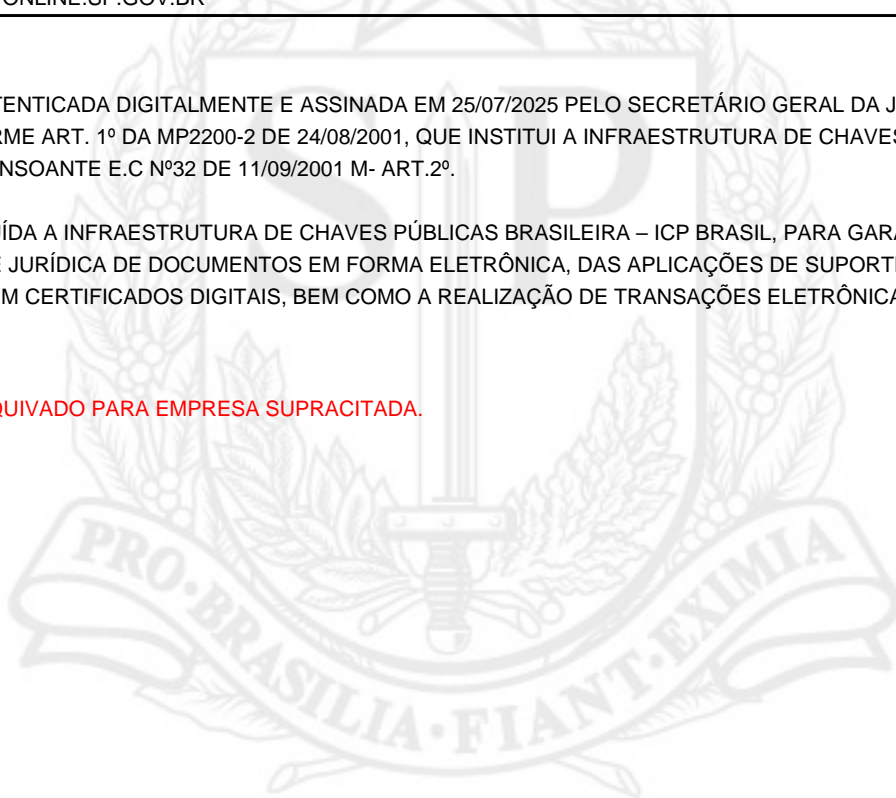 ONLINE.SP.GOV.BR
TENTICADA DIGITALMENTE E ASSINADA EM 25/07/2025 PELO SECRETÁRIO GERAL DA J
RME ART. 1º DA MP2200-2 DE 24/08/2001, QUE INSTITUI A INFRAESTRUTURA DE CHAVES
NSOANTE E.C Nº32 DE 11/09/2001 M- ART.2º.
ÍDA A INFRAESTRUTURA DE CHAVES PÚBLICAS BRASILEIRA – ICP BRASIL, PARA GARA
E JURÍDICA DE DOCUMENTOS EM FORMA ELETRÔNICA, DAS APLICAÇÕES DE SUPORTE
M CERTIFICADOS DIGITAIS, BEM COMO A REALIZAÇÃO DE TRANSAÇÕES ELETRÔNICA
QUIVADO PARA EMPRESA SUPRACITADA.
SP
PRO·BRASILIA·FIANT·EXIMIA